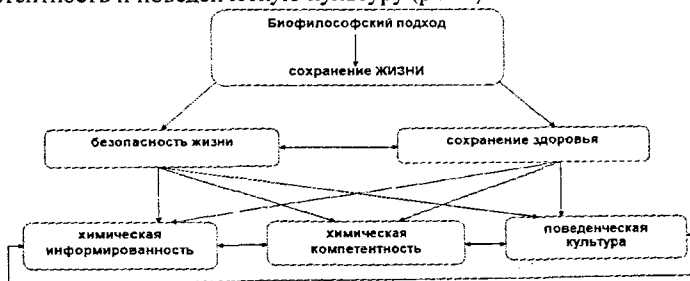 Биофилософский подход
сохранение ЖИЗНИ
безопасность жизни
сохранение здоровья
химическая
информированность
химическая
компетентность
поведенческая
культура